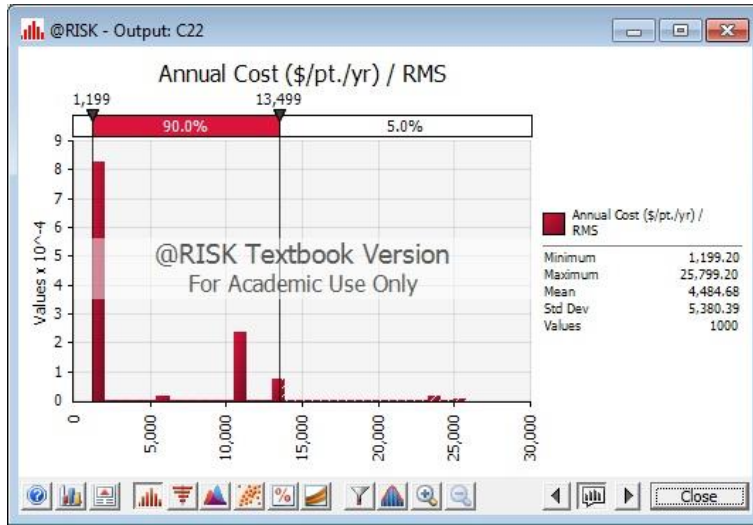 @RISK - Output: C22
Annual Cost ($/pt./yr) / RMS
1,199 13,499
90.0% 5.0%
9
8
7
6
5
4
3
2
1
0
Values x 10^-4
@RISK Textbook Version
For Academic Use Only
0 5,000 10,000 15,000 20,000 25,000 30,000
Annual Cost ($/pt./yr) /
RMS
Minimum 1,199.20
Maximum 25,799.20
Mean 4,484.68
Std Dev 5,380.39
Values 1000
Close